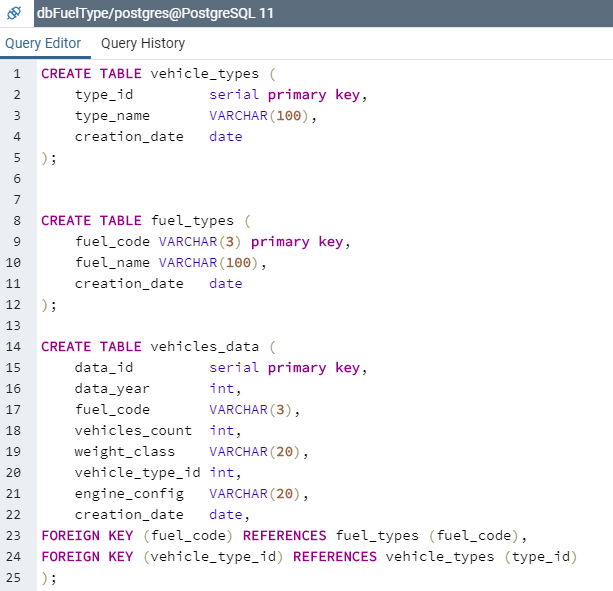 dbFuelType/postgres@PostgreSQL 11
Query Editor Query History
1 CREATE TABLE vehicle_types (
2     type_id         serial primary key,
3     type_name       VARCHAR(100),
4     creation_date   date
5 );
6
7
8 CREATE TABLE fuel_types (
9     fuel_code VARCHAR(3) primary key,
10     fuel_name VARCHAR(100),
11     creation_date   date
12 );
13
14 CREATE TABLE vehicles_data (
15     data_id         serial primary key,
16     data_year       int,
17     fuel_code       VARCHAR(3),
18     vehicles_count  int,
19     weight_class    VARCHAR(20),
20     vehicle_type_id int,
21     engine_config   VARCHAR(20),
22     creation_date   date,
23 FOREIGN KEY (fuel_code) REFERENCES fuel_types (fuel_code),
24 FOREIGN KEY (vehicle_type_id) REFERENCES vehicle_types (type_id)
25 );